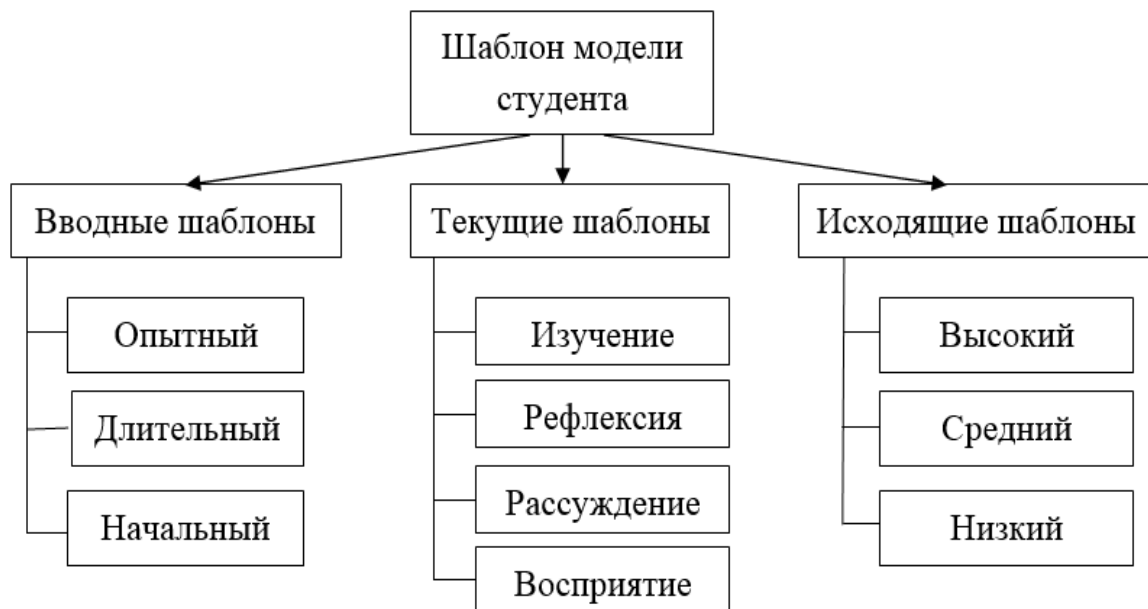 Шаблон модели
студента
Вводные шаблоны
Опытный
Длительный
Начальный
Текущие шаблоны
Изучение
Рефлексия
Рассуждение
Восприятие
Исходящие шаблоны
Высокий
Средний
Низкий